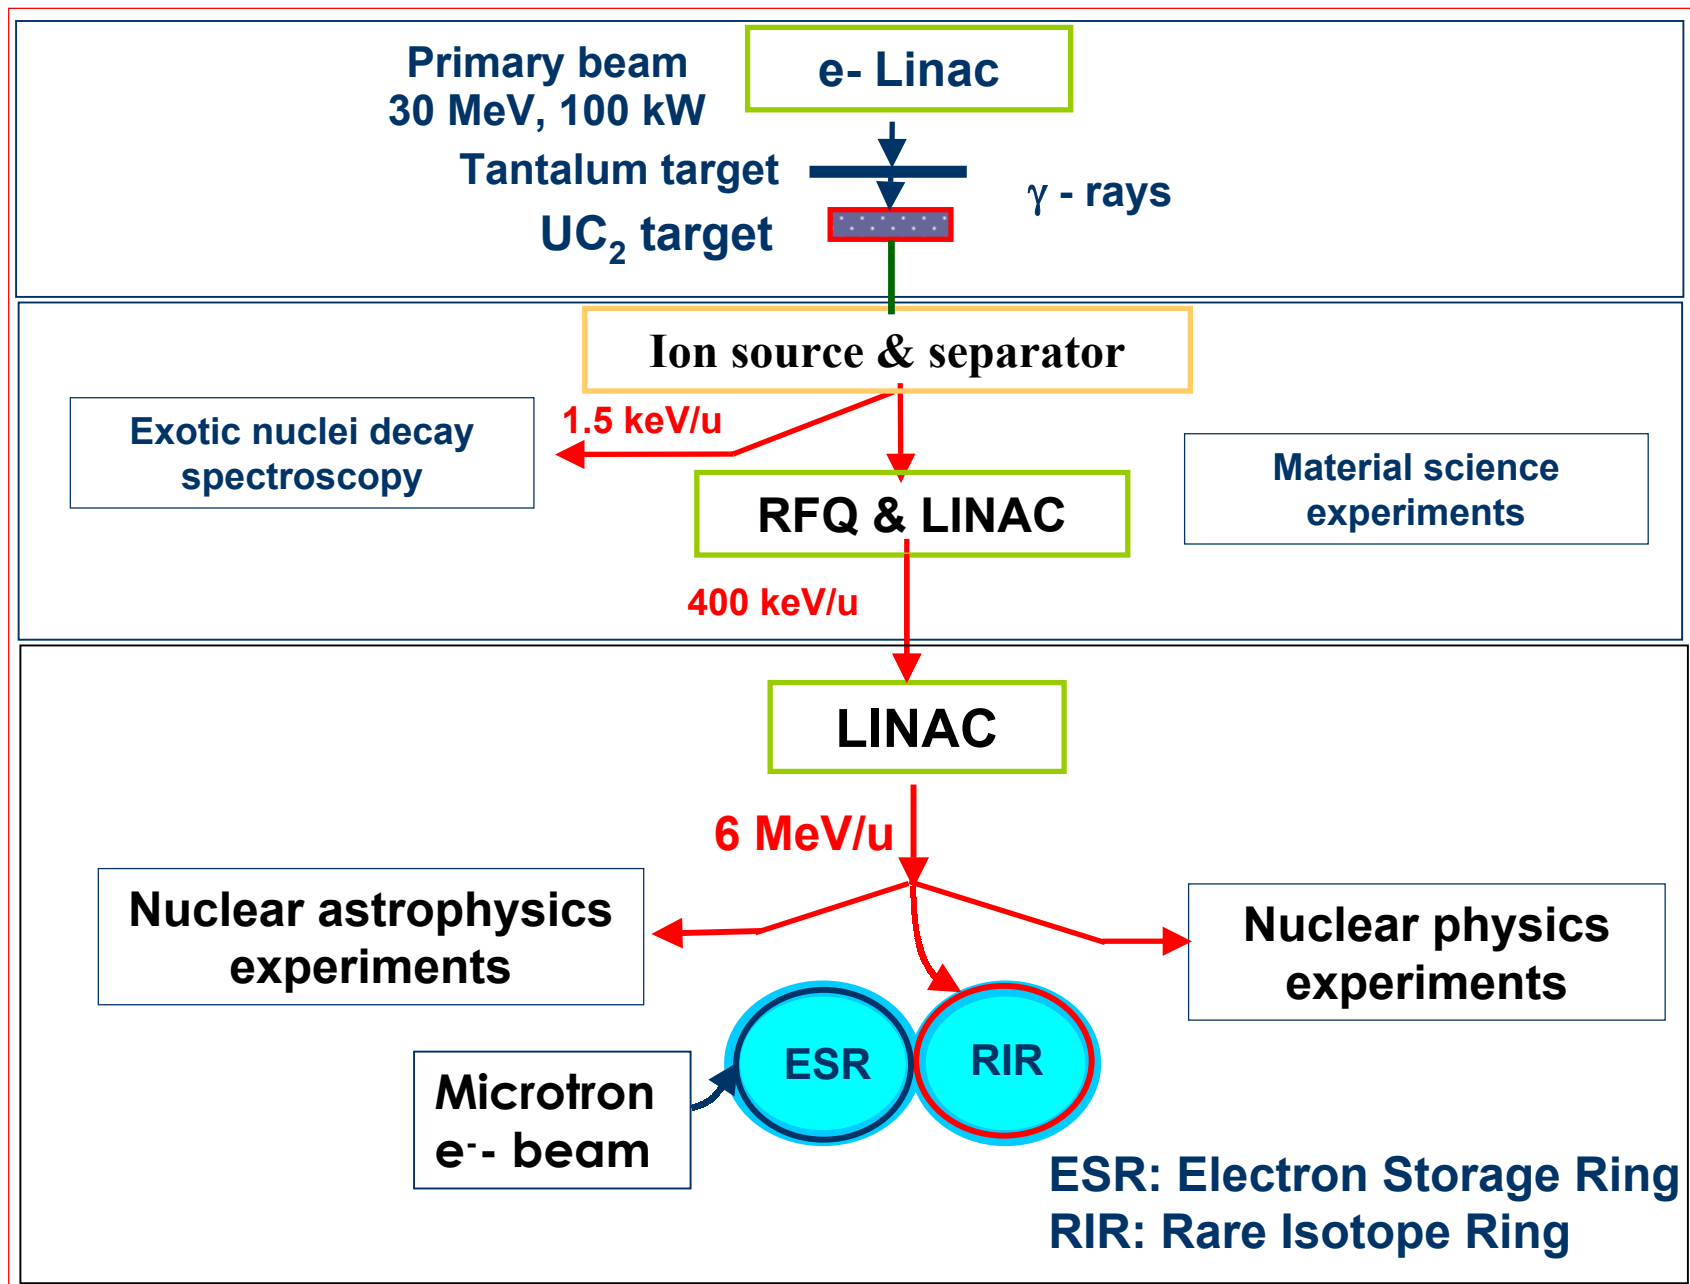 Primary beam
30 MeV, 100 kW
e- Linac
Tantalum target
γ - rays
UC₂ target
Ion source & separator
1.5 keV/u
Exotic nuclei decay
spectroscopy
Material science
experiments
RFQ & LINAC
400 keV/u
LINAC
6 MeV/u
Nuclear astrophysics
experiments
Nuclear physics
experiments
ESR
RIR
Microtron
e⁻- beam
ESR: Electron Storage Ring
RIR: Rare Isotope Ring